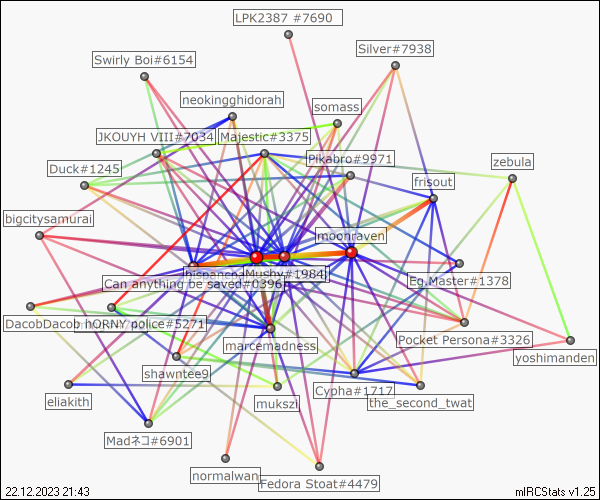 LPK2387 #7690
Silver#7938
Swirly Boi#6154
neokingghidorah
somass
JKOUYH VIII#7034
Majestic#3375
Pikabro#9971
zebula
Duck#1245
frisout
bigcitysamurai
moonraven
Mushy#1984
Eg.Master#1378
Can anything be saved#0396
DacobDacob
hORNY police#5271
marcemadness
Pocket Persona#3326
yoshimanden
shawntee9
eliakith
mukszi
Cypha#1717
the_second_twat
Madネコ#6901
normalwan
Fedora Stoat#4479
22.12.2023 21:43
mIRCStats v1.25